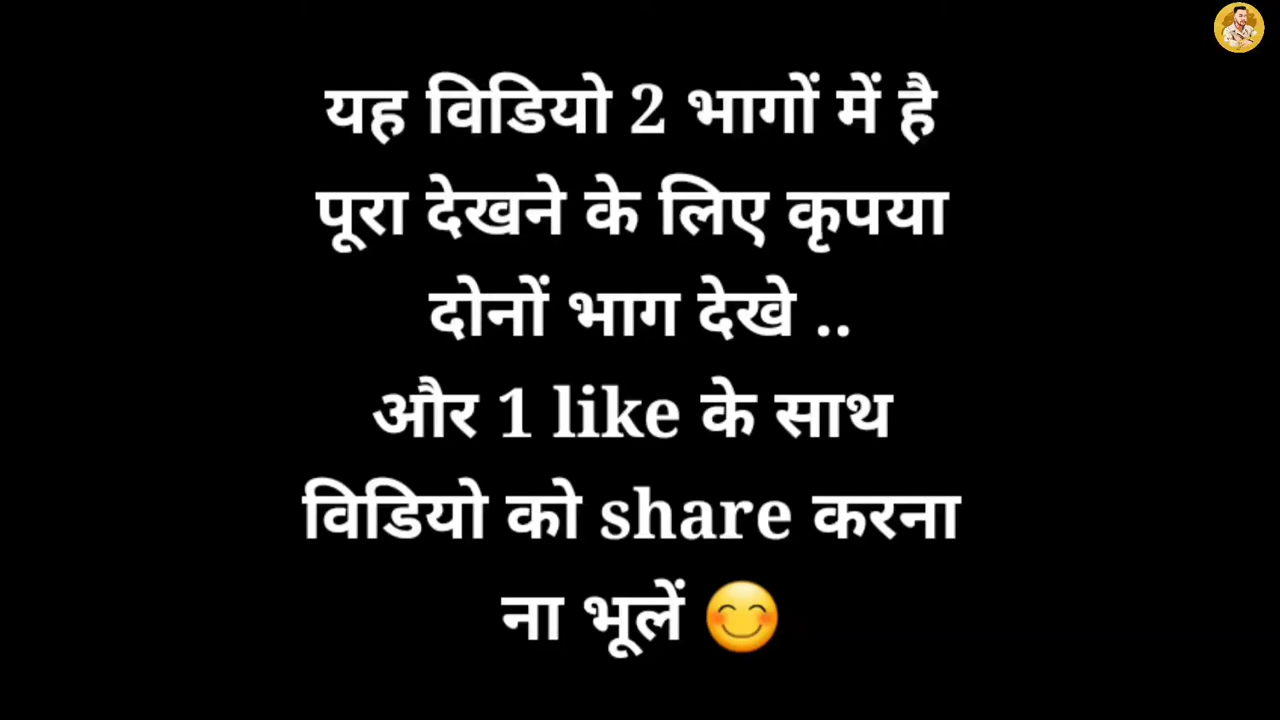 यह विडियो 2 भागों में है
पूरा देखने के लिए कृपया
दोनों भाग देखे ..
और 1 like के साथ
विडियो को share करना
ना भूलें 😊